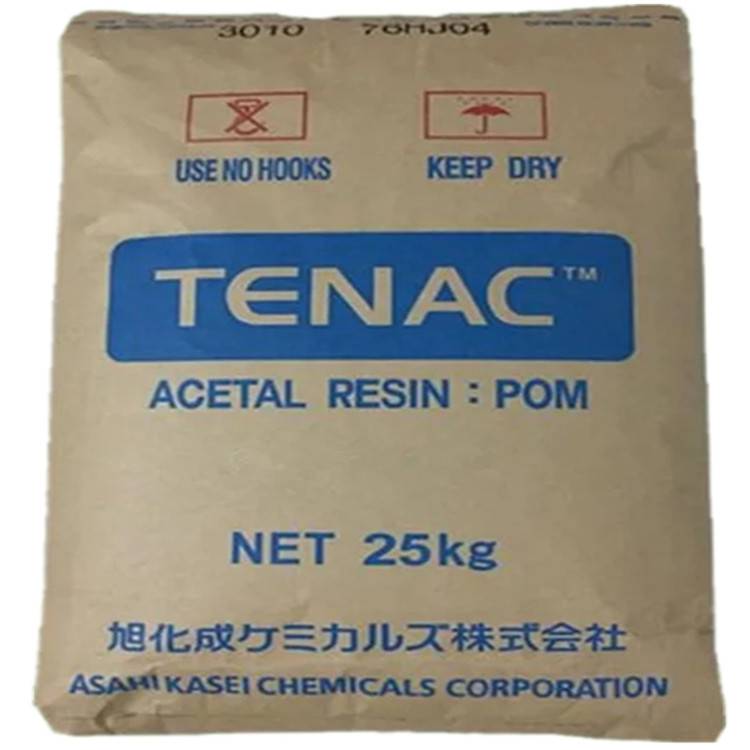 3010 76HJ04
USE NO HOOKS KEEP DRY
TENAC™
ACETAL RESIN : POM
NET 25kg
旭化成ケミカルズ株式会社
ASAHI KASEI CHEMICALS CORPORATION